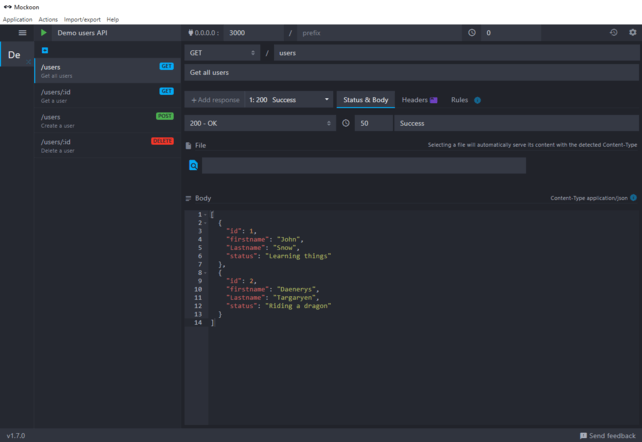 Mockoon
Application Actions Import/export Help
Demo users API 0.0.0.0 : 3000 / prefix 0
De
GET / users
/users GET
Get all users
Get all users
/users/:id GET
Get a user
+ Add response 1: 200 Success Status & Body Headers Rules
/users POST
Create a user
200 - OK 50 Success
/users/:id DELETE
Delete a user
File Selecting a file will automatically serve its content with the detected Content-Type
Body Content-Type application/json
1 [
2 {
3 "id": 1,
4 "firstname": "John",
5 "Lastname": "Snow",
6 "status": "Learning things"
7 },
8 {
9 "id": 2,
10 "firstname": "Daenerys",
11 "Lastname": "Targaryen",
12 "status": "Riding a dragon"
13 }
14 ]
v1.7.0 Send feedback